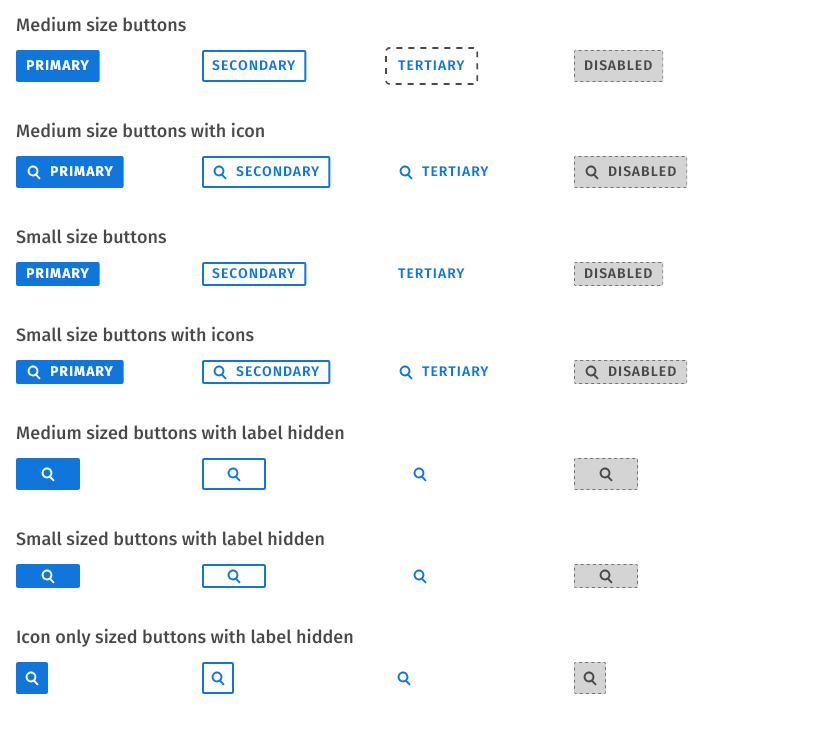 Medium size buttons
PRIMARY SECONDARY TERTIARY DISABLED
Medium size buttons with icon
PRIMARY SECONDARY TERTIARY DISABLED
Small size buttons
PRIMARY SECONDARY TERTIARY DISABLED
Small size buttons with icons
PRIMARY SECONDARY TERTIARY DISABLED
Medium sized buttons with label hidden
Small sized buttons with label hidden
Icon only sized buttons with label hidden